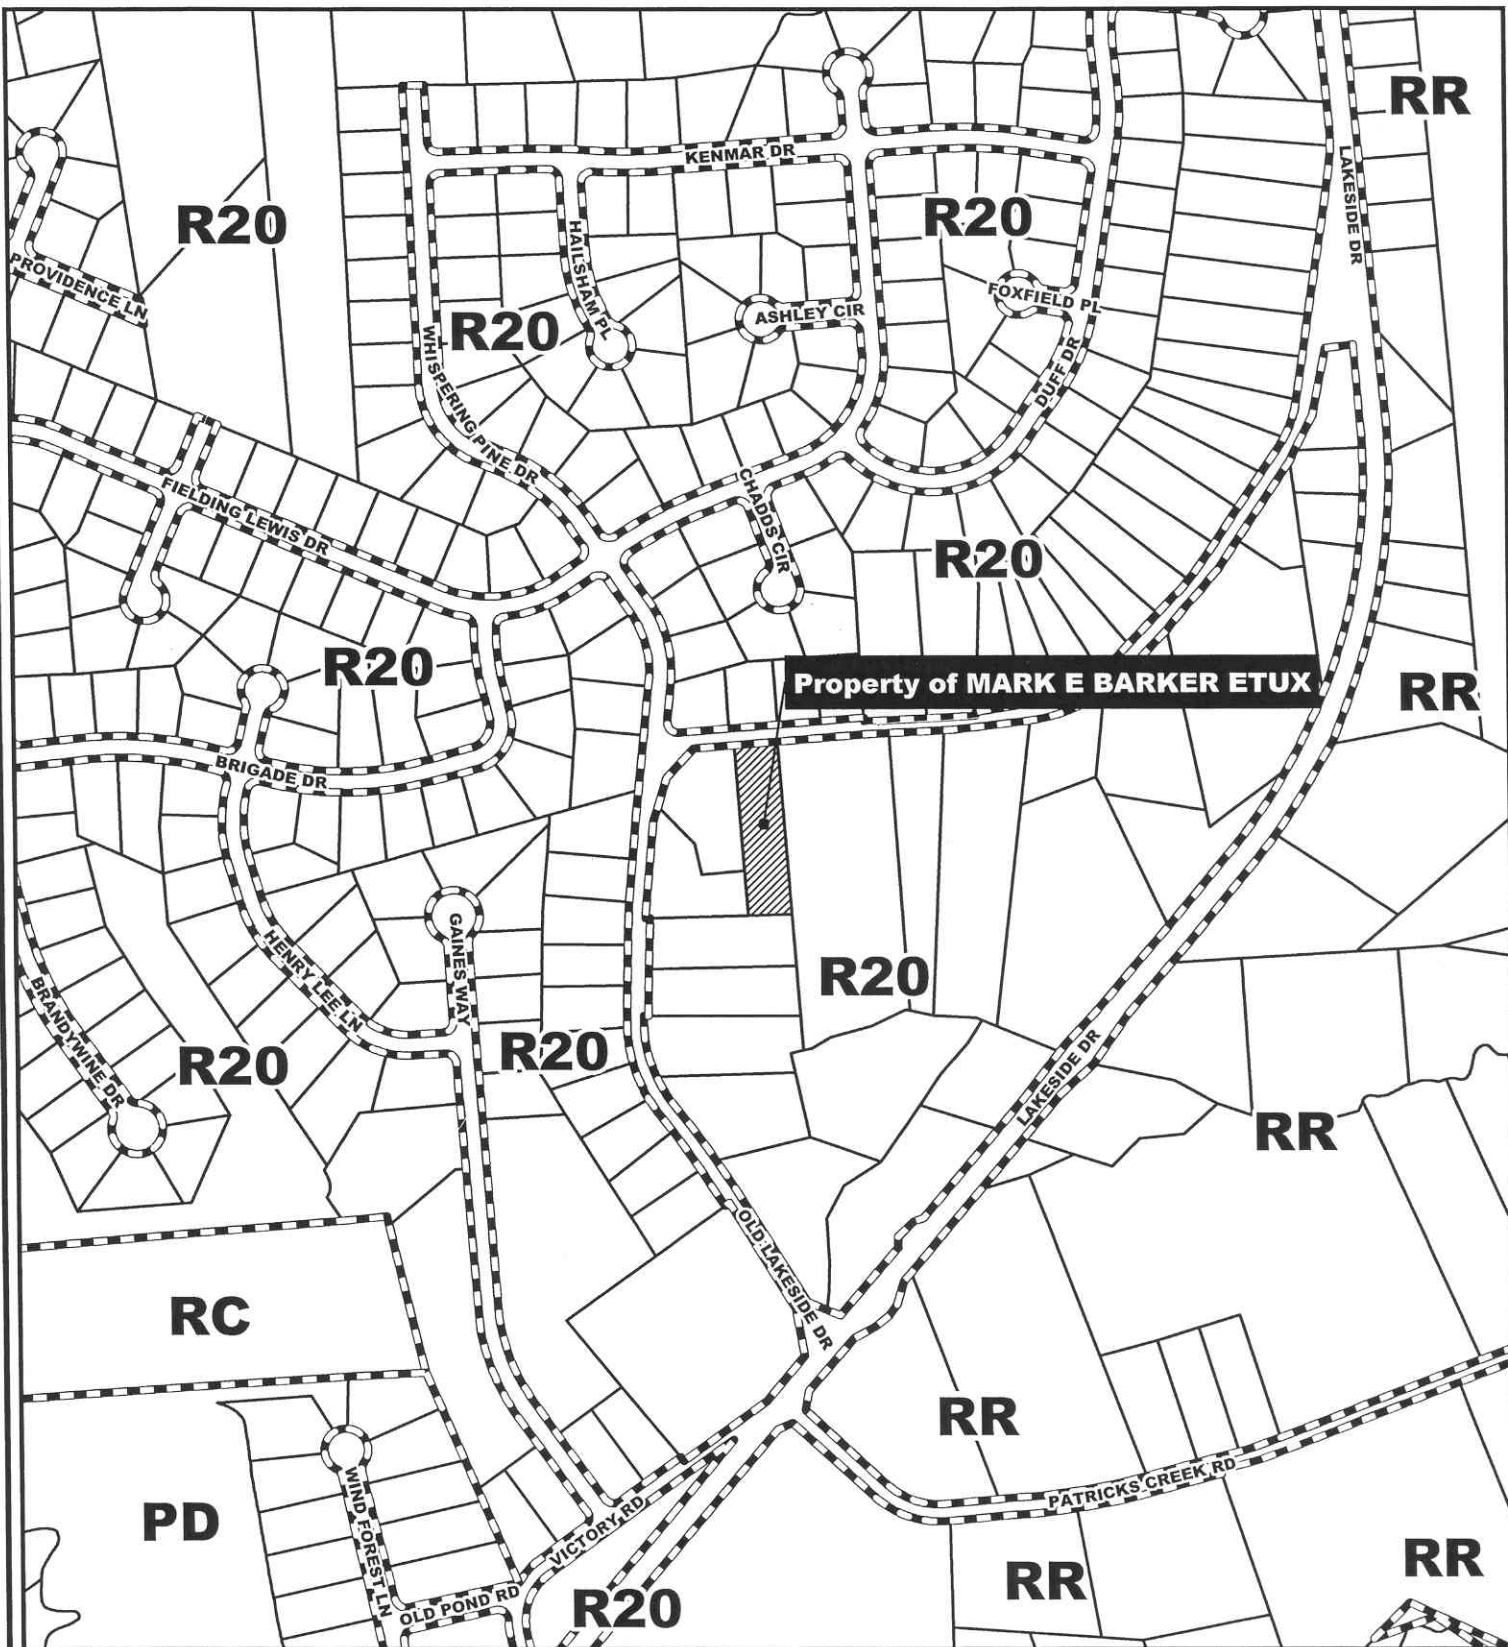 RR
KENMAR DR
LAKESIDE DR
R20
R20
HAILSHAM PL
PROVIDENCE LN
FOXFIELD PL
ASHLEY CIR
R20
WHISPERING PINE DR
DUFF DR
CHADDS CIR
FIELDING LEWIS DR
R20
R20
Property of MARK E BARKER ETUX
RR
BRIGADE DR
GAINES WAY
HENRY LEE LN
R20
BRANDYWINE DR
R20
R20
LAKESIDE DR
RR
OLD LAKESIDE DR
RC
RR
PATRICKS CREEK RD
WIND FOREST LN
PD
VICTORY RD
RR
RR
OLD POND RD
R20